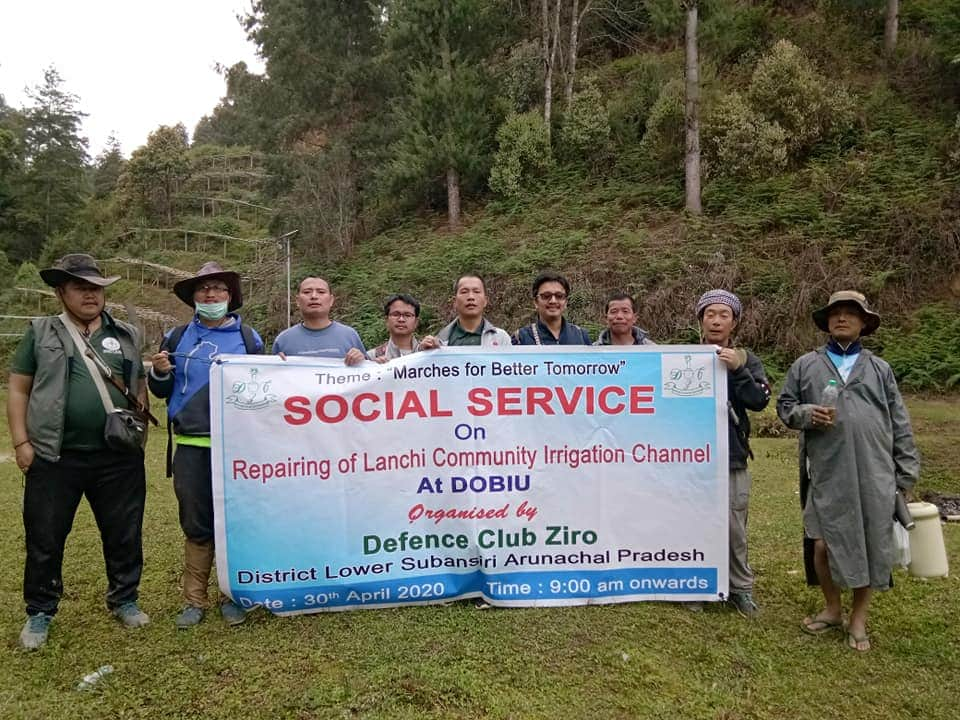 Theme : "Marches for Better Tomorrow"
SOCIAL SERVICE
On
Repairing of Lanchi Community Irrigation Channel
At DOBIU
Organised by
Defence Club Ziro
District Lower Subansiri Arunachal Pradesh
Date : 30th April 2020 Time : 9:00 am onwards